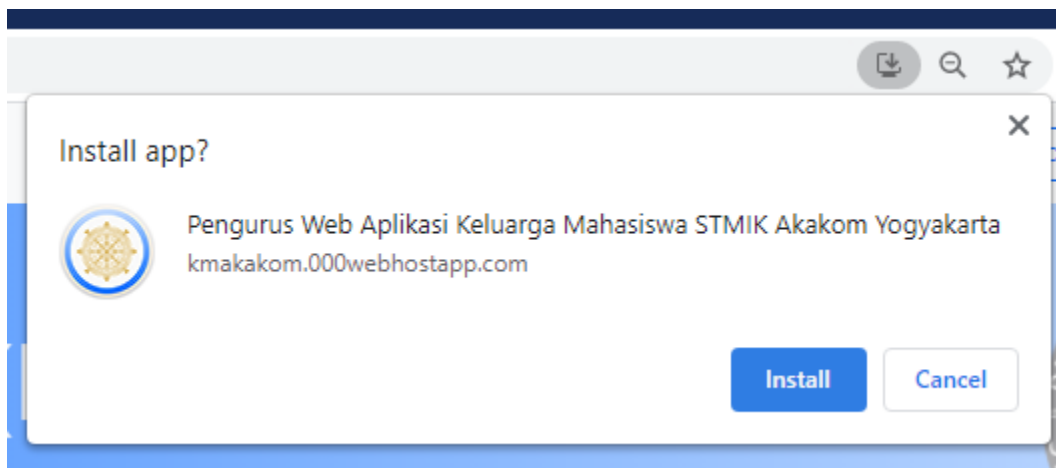 Install app?
Pengurus Web Aplikasi Keluarga Mahasiswa STMIK Akakom Yogyakarta
kmakakom.000webhostapp.com
Install
Cancel